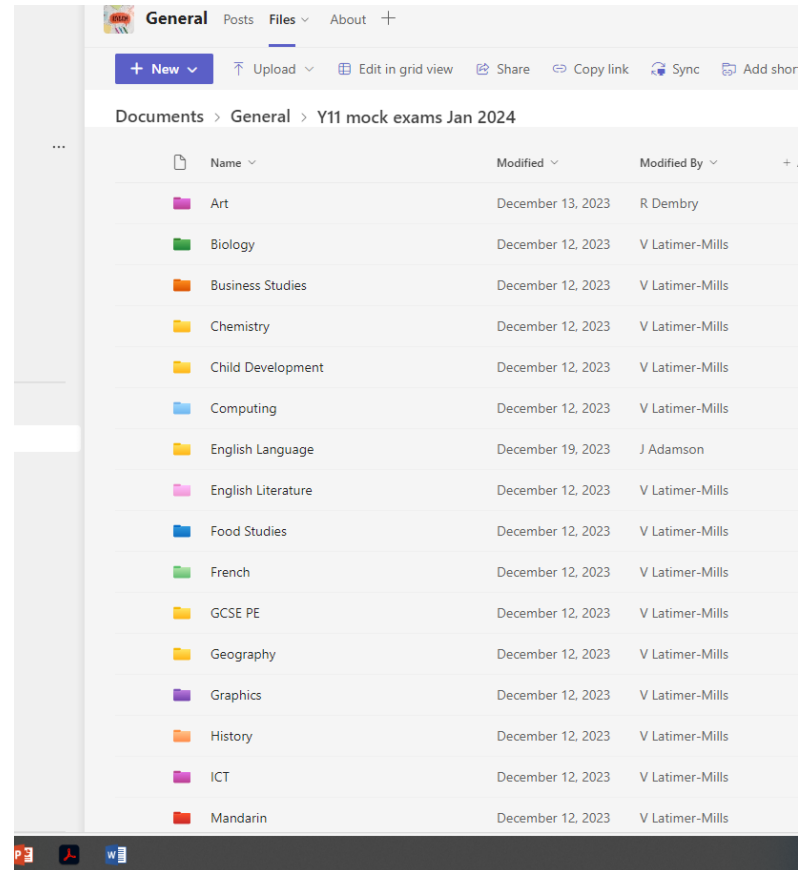 General Posts Files About
+ New Upload Edit in grid view Share Copy link Sync Add shor
Documents > General > Y11 mock exams Jan 2024
...
Name Modified Modified By +
Art December 13, 2023 R Dembry
Biology December 12, 2023 V Latimer-Mills
Business Studies December 12, 2023 V Latimer-Mills
Chemistry December 12, 2023 V Latimer-Mills
Child Development December 12, 2023 V Latimer-Mills
Computing December 12, 2023 V Latimer-Mills
English Language December 19, 2023 J Adamson
English Literature December 12, 2023 V Latimer-Mills
Food Studies December 12, 2023 V Latimer-Mills
French December 12, 2023 V Latimer-Mills
GCSE PE December 12, 2023 V Latimer-Mills
Geography December 12, 2023 V Latimer-Mills
Graphics December 12, 2023 V Latimer-Mills
History December 12, 2023 V Latimer-Mills
ICT December 12, 2023 V Latimer-Mills
Mandarin December 12, 2023 V Latimer-Mills